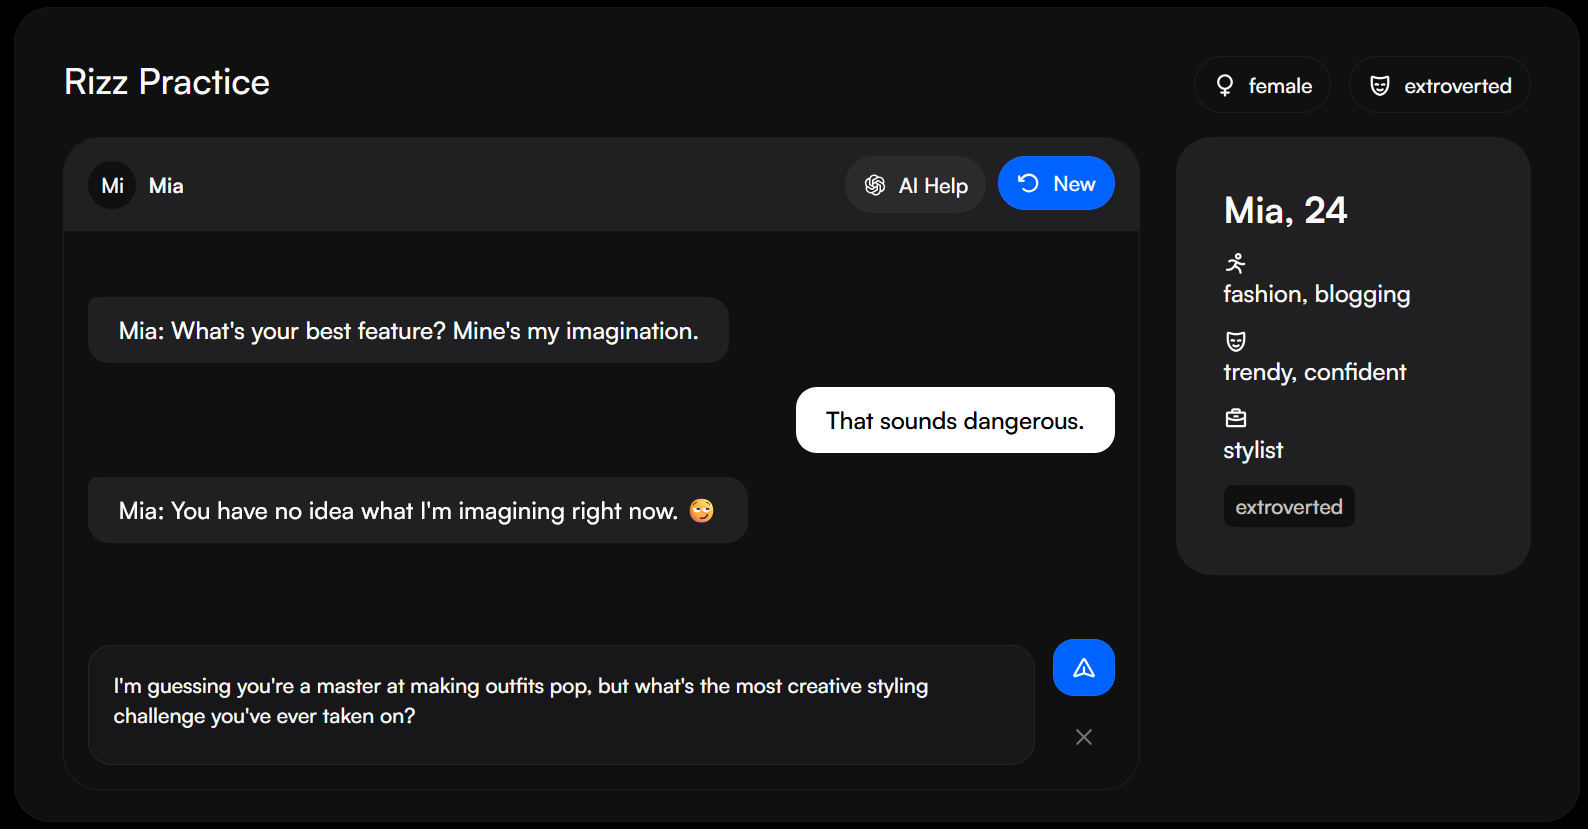 Rizz Practice
female
extroverted
Mi
Mia
AI Help
New
Mia: What's your best feature? Mine's my imagination.
That sounds dangerous.
Mia: You have no idea what I'm imagining right now. 🙄
I'm guessing you're a master at making outfits pop, but what's the most creative styling
challenge you've ever taken on?
Mia, 24
fashion, blogging
trendy, confident
stylist
extroverted